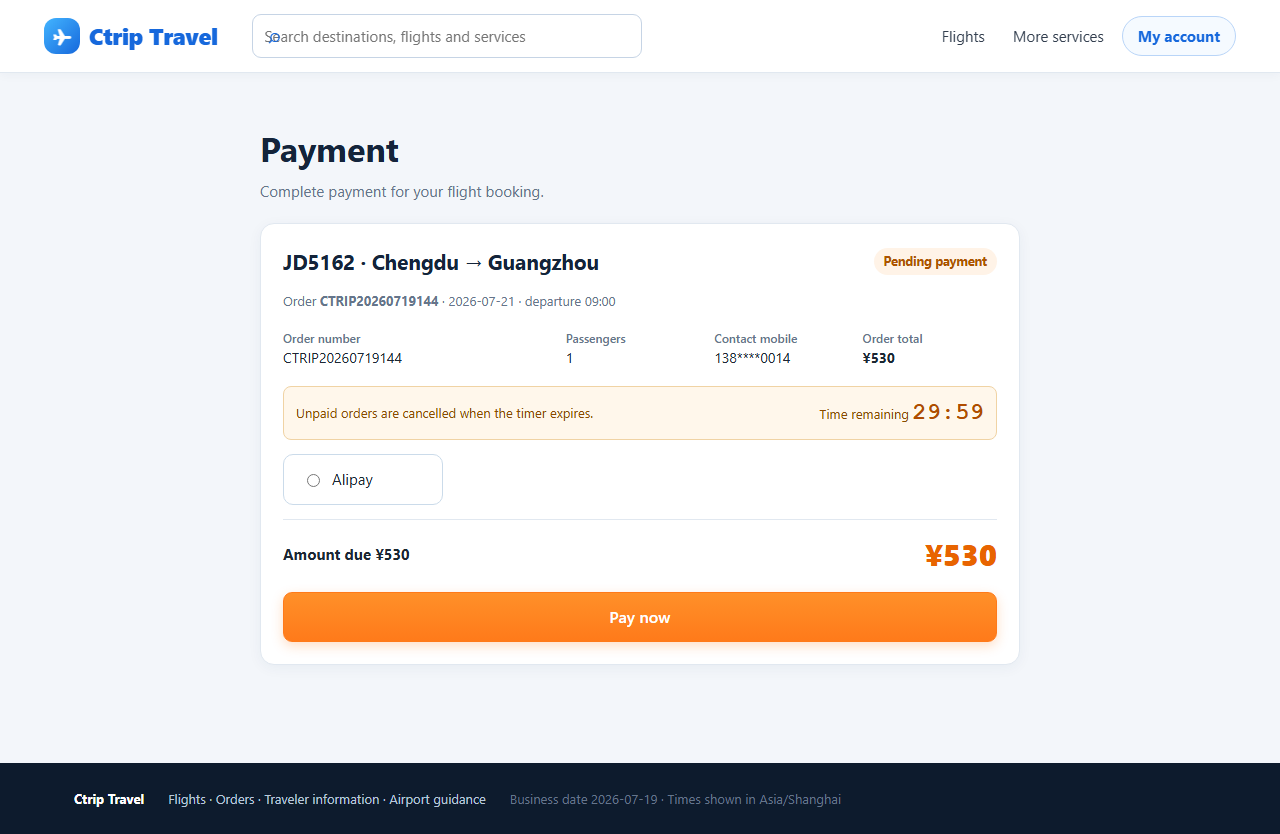 Ctrip Travel
Search destinations, flights and services
Flights
More services
My account
Payment
Complete payment for your flight booking.
JD5162 · Chengdu → Guangzhou
Pending payment
Order CTRIP20260719144 · 2026-07-21 · departure 09:00
Order number
Passengers
Contact mobile
Order total
CTRIP20260719144
1
138****0014
¥530
Unpaid orders are cancelled when the timer expires.
Time remaining 29:59
Alipay
Amount due ¥530
¥530
Pay now
Ctrip Travel
Flights · Orders · Traveler information · Airport guidance
Business date 2026-07-19 · Times shown in Asia/Shanghai